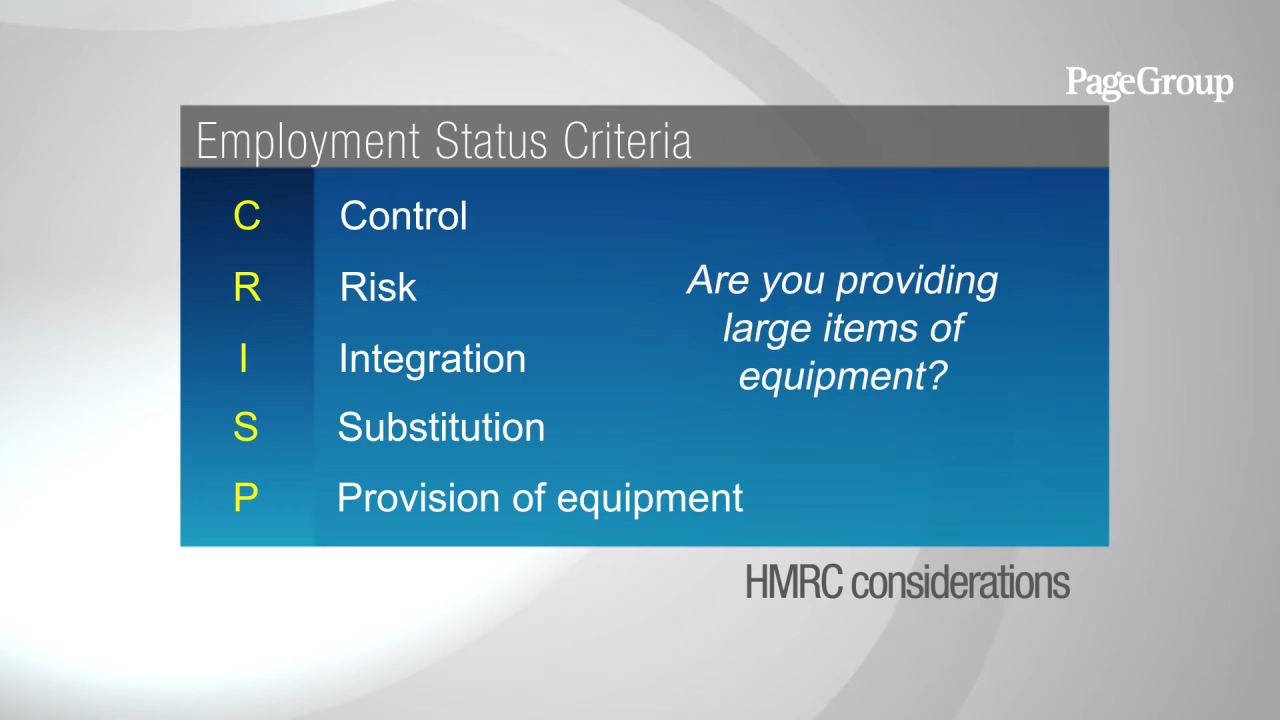 PageGroup
Employment Status Criteria
C Control
R Risk
I Integration
S Substitution
P Provision of equipment
Are you providing
large items of
equipment?
HMRC considerations